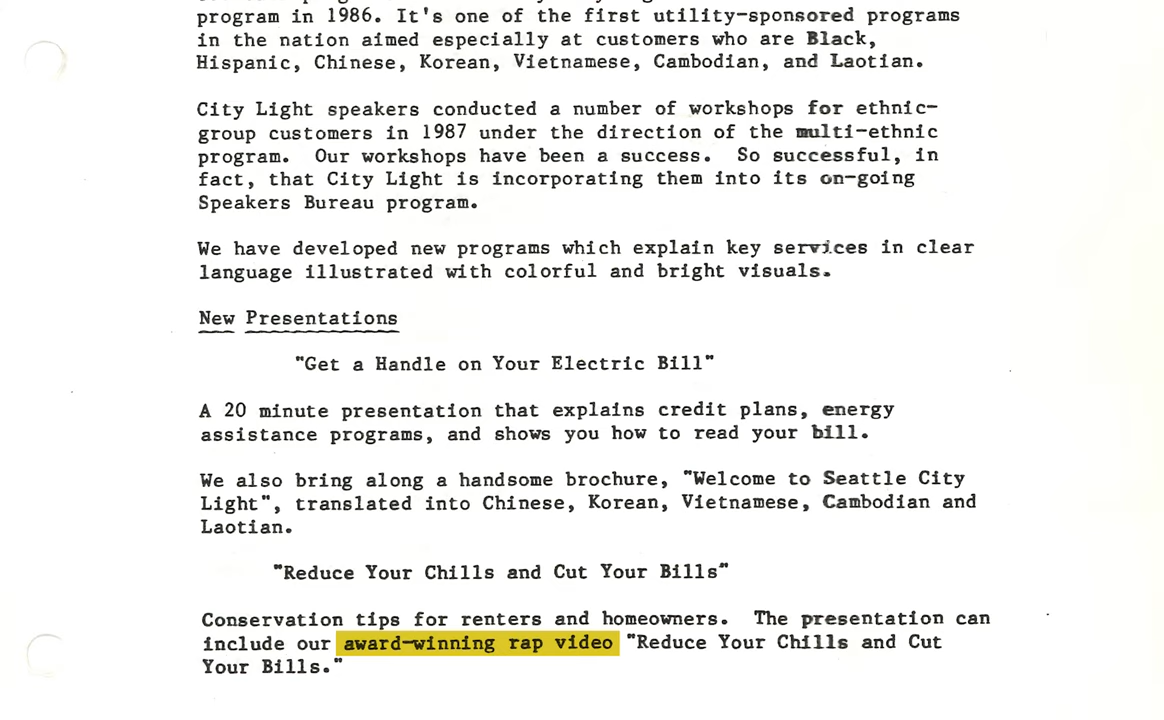 program in 1986. It's one of the first utility-sponsored programs
in the nation aimed especially at customers who are Black,
Hispanic, Chinese, Korean, Vietnamese, Cambodian, and Laotian.
City Light speakers conducted a number of workshops for ethnic-
group customers in 1987 under the direction of the multi-ethnic
program. Our workshops have been a success. So successful, in
fact, that City Light is incorporating them into its on-going
Speakers Bureau program.
We have developed new programs which explain key services in clear
language illustrated with colorful and bright visuals.
New Presentations
"Get a Handle on Your Electric Bill"
A 20 minute presentation that explains credit plans, energy
assistance programs, and shows you how to read your bill.
We also bring along a handsome brochure, "Welcome to Seattle City
Light", translated into Chinese, Korean, Vietnamese, Cambodian and
Laotian.
"Reduce Your Chills and Cut Your Bills"
Conservation tips for renters and homeowners. The presentation can
include our award-winning rap video "Reduce Your Chills and Cut
Your Bills."